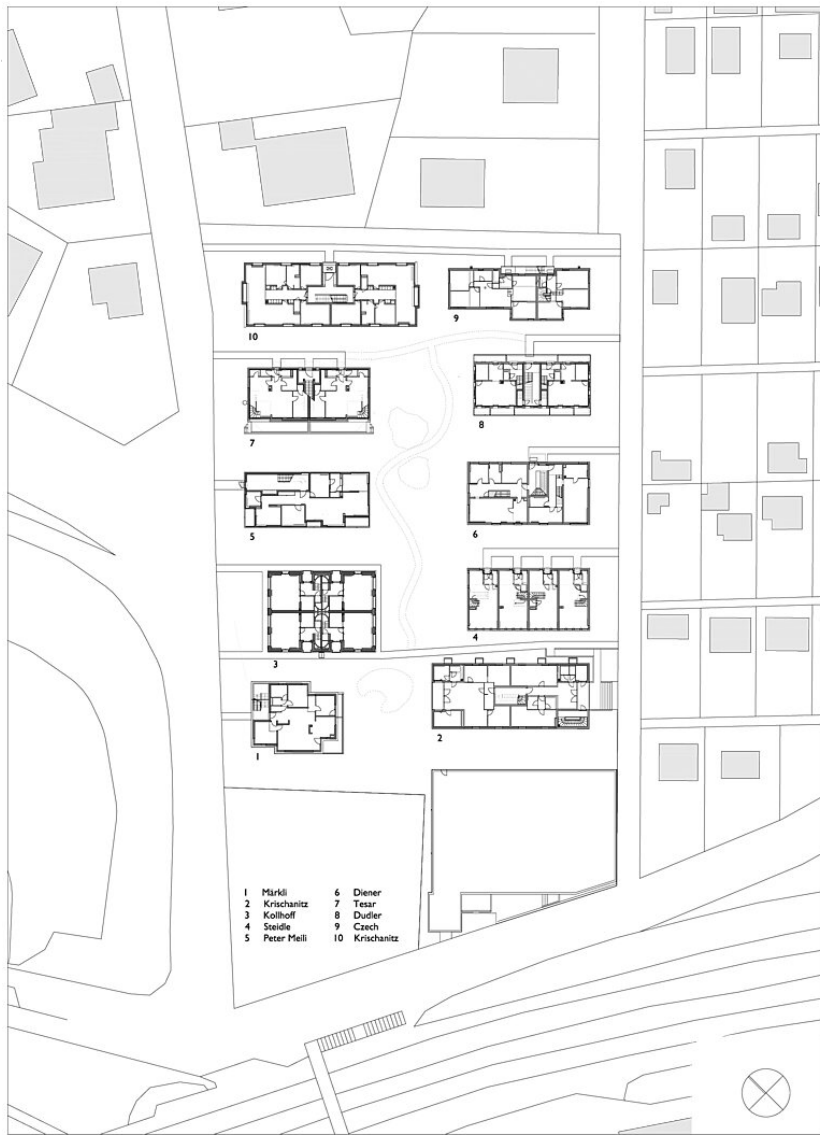 10
9
7
8
5
6
3
4
1
2
1 Märkli 6 Diener
2 Krischanitz 7 Tesar
3 Kollhoff 8 Dudler
4 Steidle 9 Czech
5 Peter Meili 10 Krischanitz